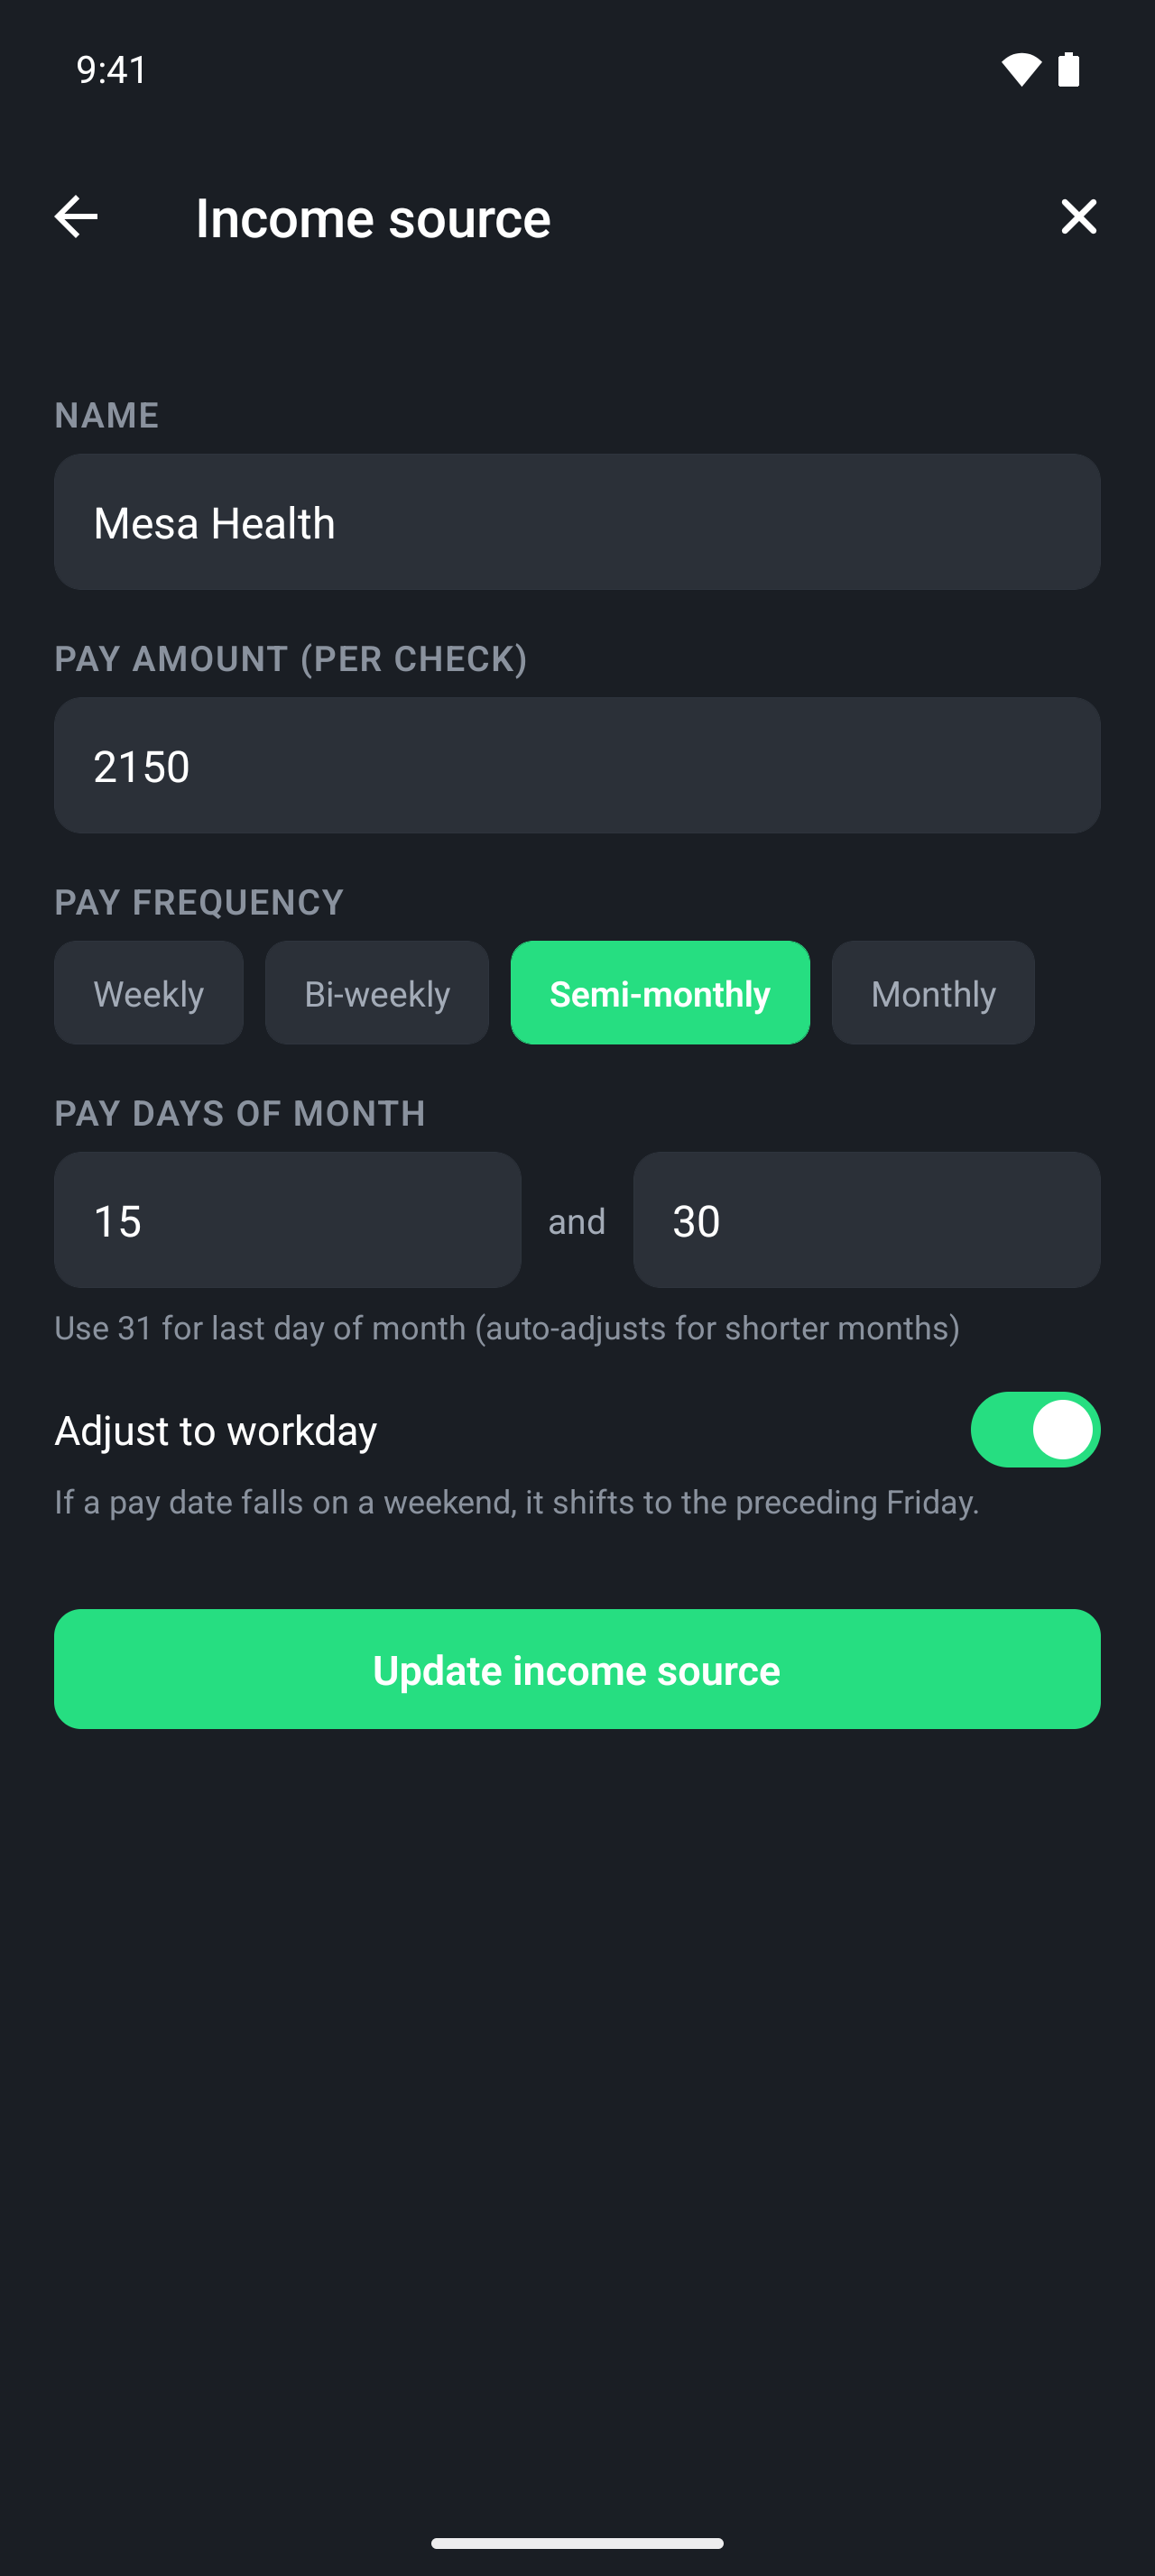 9:41
Income source
NAME
Mesa Health
PAY AMOUNT (PER CHECK)
2150
PAY FREQUENCY
Weekly Bi-weekly Semi-monthly Monthly
PAY DAYS OF MONTH
15 and 30
Use 31 for last day of month (auto-adjusts for shorter months)
Adjust to workday
If a pay date falls on a weekend, it shifts to the preceding Friday.
Update income source